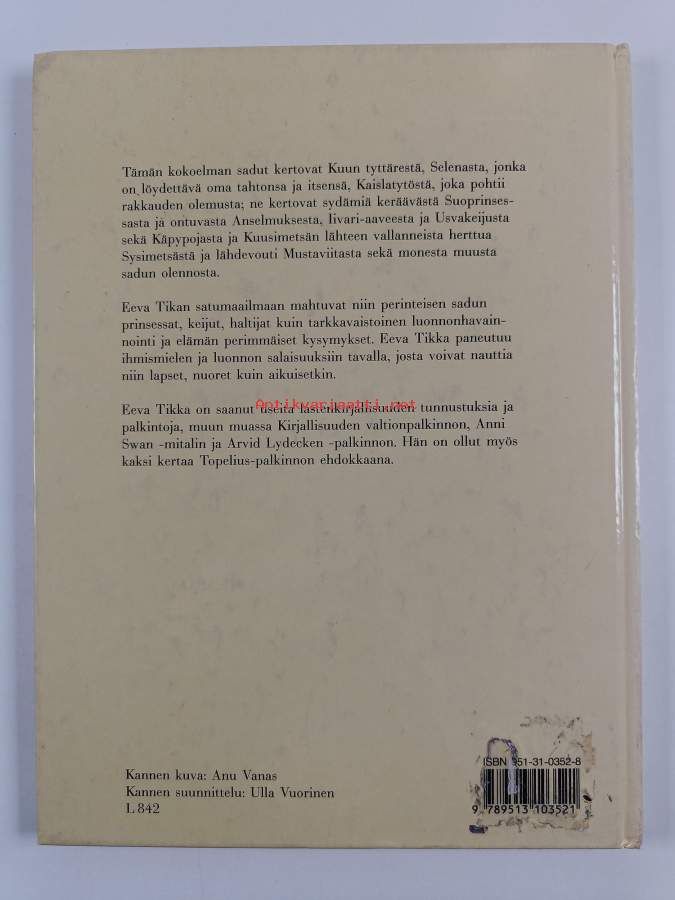 Tämän kokoelman sadut kertovat Kuun tyttärestä, Selenasta, jonka
on löydettävä oma tahtonsa ja itsensä, Kaislatytöstä, joka pohtii
rakkauden olemusta; ne kertovat sydämiä keräävästä Suoprinses-
sasta ja ontuvasta Anselmuksesta, Iivari-aaveesta ja Usvakeijusta
sekä Käpypojasta ja Kuusimetsän lähteen vallanneista herttua
Sysimetsästä ja lähdevouti Mustaviitasta sekä monesta muusta
sadun olennosta.
Eeva Tikan satumaailmaan mahtuvat niin perinteisen sadun
prinsessat, keijut, haltijat kuin tarkkavaistoinen luonnonhavain-
nointi ja elämän perimmäiset kysymykset. Eeva Tikka paneutuu
ihmismielen ja luonnon salaisuuksiin tavalla, josta voivat nauttia
niin lapset, nuoret kuin aikuisetkin.
Antikvariaatti.net
Eeva Tikka on saanut useita lastenkirjallisuuden tunnustuksia ja
palkintoja, muun muassa Kirjallisuuden valtionpalkinnon, Anni
Swan -mitalin ja Arvid Lydecken -palkinnon. Hän on ollut myös
kaksi kertaa Topelius-palkinnon ehdokkaana.
Kannen kuva: Anu Vanas
Kannen suunnittelu: Ulla Vuorinen
L 842
ISBN 951-31-0352-8
9 789513 103521